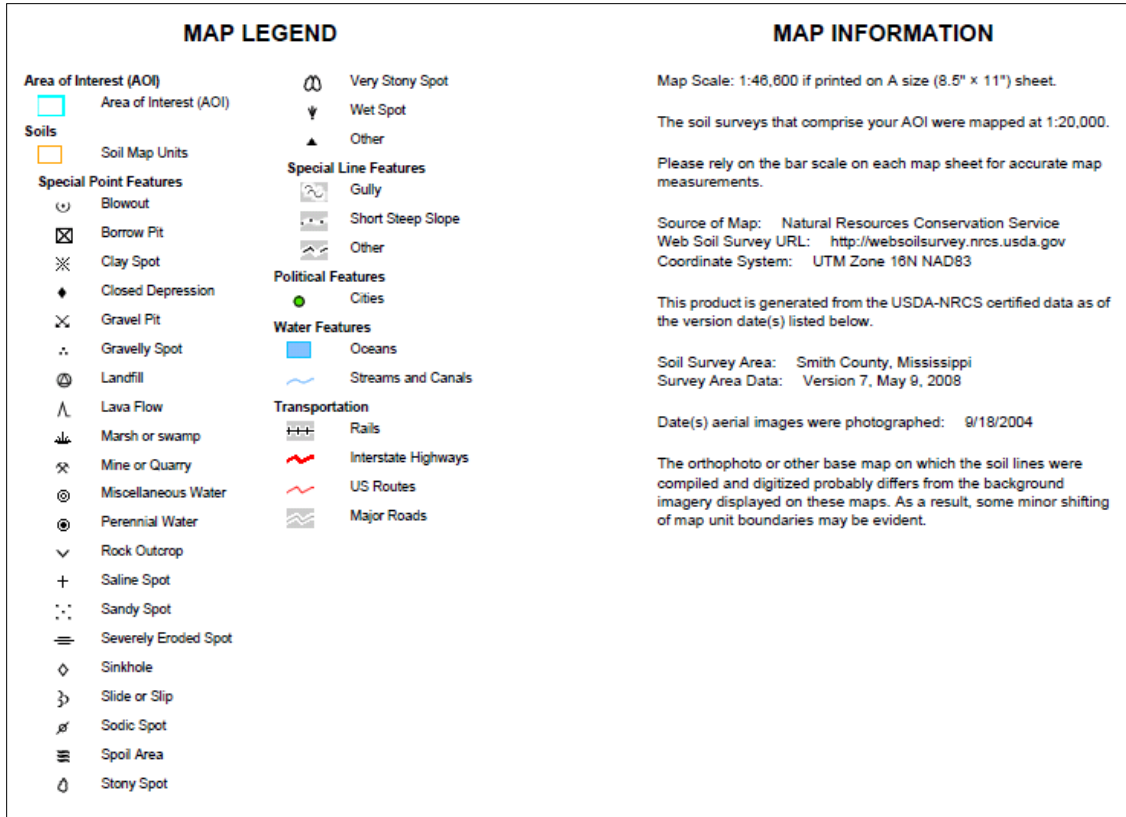 MAP LEGEND
Area of Interest (AOI)
Area of Interest (AOI)
Soils
Soil Map Units
Special Point Features
Blowout
Borrow Pit
Clay Spot
Closed Depression
Gravel Pit
Gravelly Spot
Landfill
Lava Flow
Marsh or swamp
Mine or Quarry
Miscellaneous Water
Perennial Water
Rock Outcrop
Saline Spot
Sandy Spot
Severely Eroded Spot
Sinkhole
Slide or Slip
Sodic Spot
Spoil Area
Stony Spot
Very Stony Spot
Wet Spot
Other
Special Line Features
Gully
Short Steep Slope
Other
Political Features
Cities
Water Features
Oceans
Streams and Canals
Transportation
Rails
Interstate Highways
US Routes
Major Roads
MAP INFORMATION
Map Scale: 1:46,600 if printed on A size (8.5" × 11") sheet.
The soil surveys that comprise your AOI were mapped at 1:20,000.
Please rely on the bar scale on each map sheet for accurate map
measurements.
Source of Map: Natural Resources Conservation Service
Web Soil Survey URL: http://websoilsurvey.nrcs.usda.gov
Coordinate System: UTM Zone 16N NAD83
This product is generated from the USDA-NRCS certified data as of
the version date(s) listed below.
Soil Survey Area: Smith County, Mississippi
Survey Area Data: Version 7, May 9, 2008
Date(s) aerial images were photographed: 9/18/2004
The orthophoto or other base map on which the soil lines were
compiled and digitized probably differs from the background
imagery displayed on these maps. As a result, some minor shifting
of map unit boundaries may be evident.